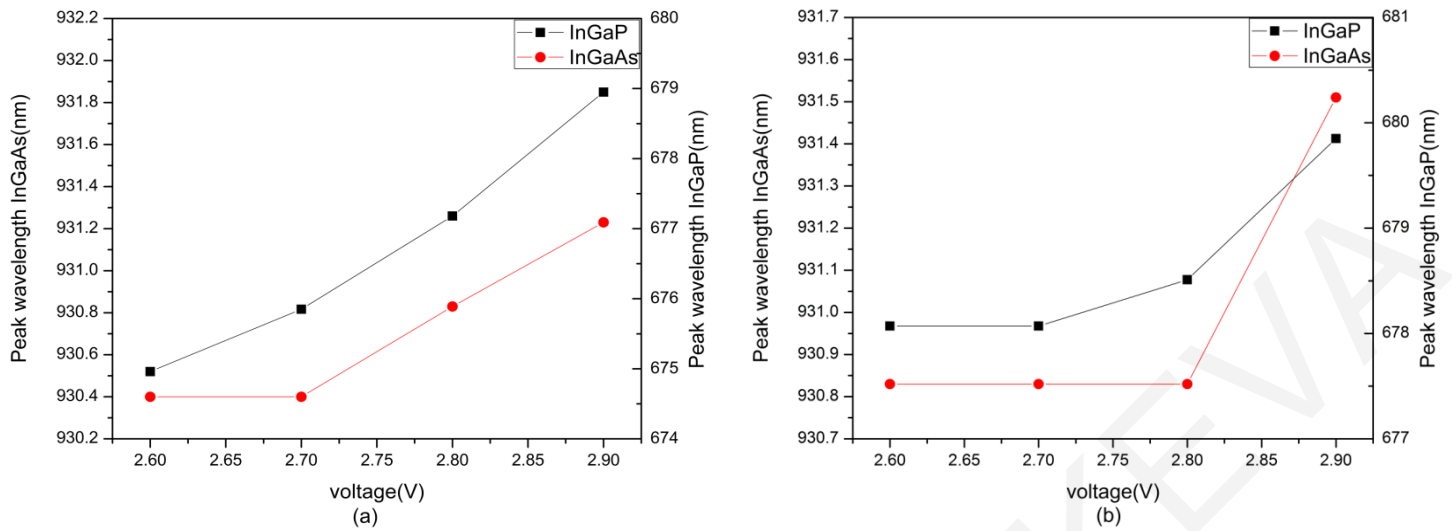 932.2
932.0
931.8
931.6
931.4
931.2
931.0
930.8
930.6
930.4
930.2
Peak wavelength InGaAs(nm)
680
679
678
677
676
675
674
Peak wavelength InGaP(nm)
InGaP
InGaAs
2.60 2.65 2.70 2.75 2.80 2.85 2.90
voltage(V)
(a)
931.7
931.6
931.5
931.4
931.3
931.2
931.1
931.0
930.9
930.8
930.7
Peak wavelength InGaAs(nm)
681
680
679
678
677
Peak wavelength InGaP(nm)
InGaP
InGaAs
2.60 2.65 2.70 2.75 2.80 2.85 2.90
voltage(V)
(b)
KEVA